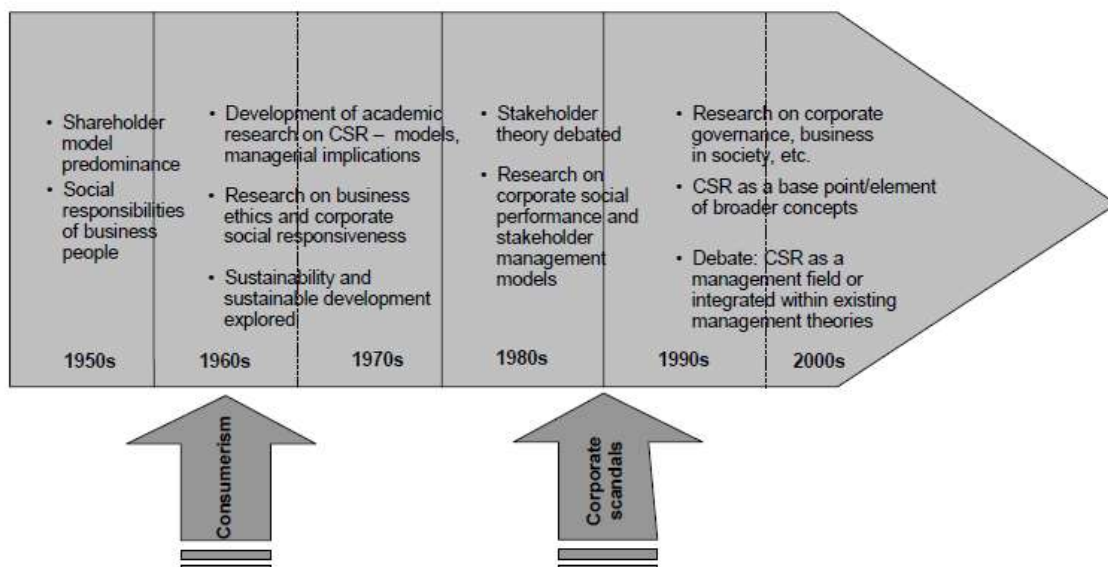 • Shareholder
model
predominance
• Social
responsibilities
of business
people
• Development of academic
research on CSR – models,
managerial implications
• Research on business
ethics and corporate
social responsiveness
• Sustainability and
sustainable development
explored
• Stakeholder
theory debated
• Research on
corporate social
performance and
stakeholder
management
models
• Research on corporate
governance, business
in society, etc.
• CSR as a base point/element
of broader concepts
• Debate: CSR as a
management field or
integrated within existing
management theories
1950s
1960s
1970s
1980s
1990s
2000s
Consumerism
Corporate
scandals